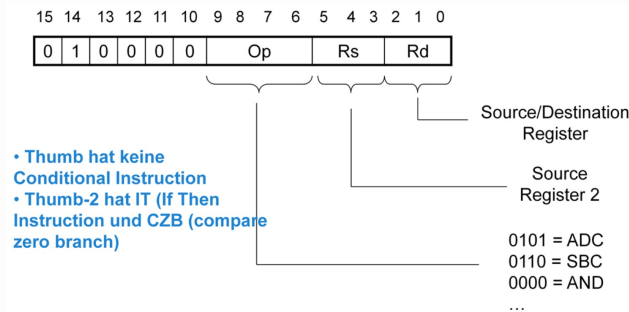 15 14 13 12 11 10 9 8 7 6 5 4 3 2 1 0
0 1 0 0 0 0 Op Rs Rd
Source/Destination
Register
• Thumb hat keine
Conditional Instruction
• Thumb-2 hat IT (If Then
Instruction und CZB (compare
zero branch)
Source
Register 2
0101 = ADC
0110 = SBC
0000 = AND
...